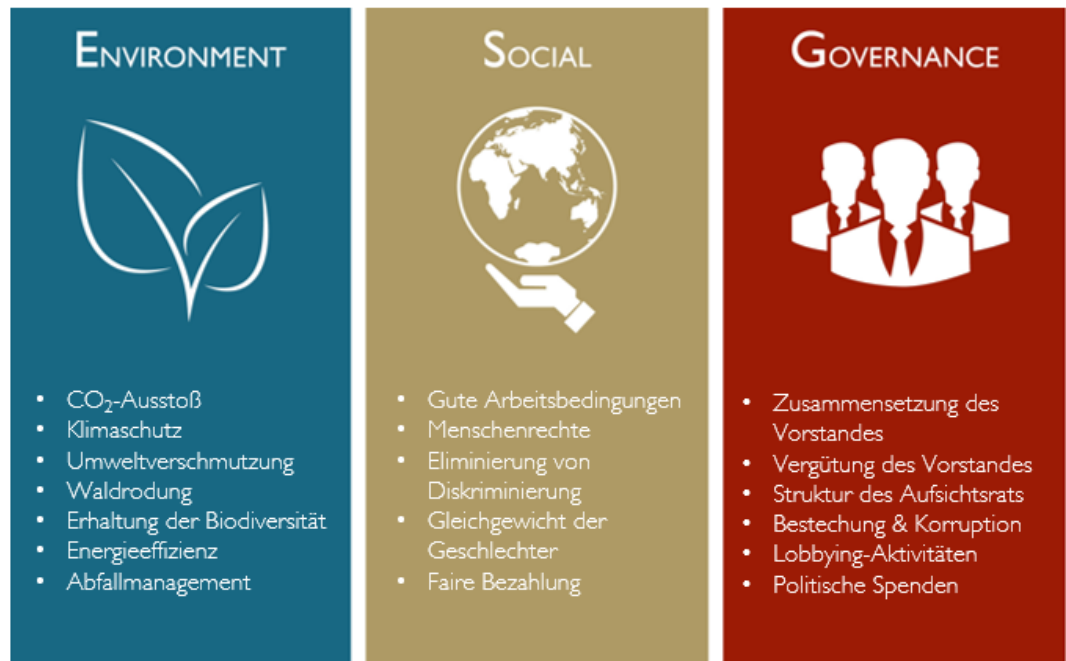 ENVIRONMENT
• CO₂-Ausstoß
• Klimaschutz
• Umweltverschmutzung
• Waldrodung
• Erhaltung der Biodiversität
• Energieeffizienz
• Abfallmanagement
SOCIAL
• Gute Arbeitsbedingungen
• Menschenrechte
• Eliminierung von
Diskriminierung
• Gleichgewicht der
Geschlechter
• Faire Bezahlung
GOVERNANCE
• Zusammensetzung des
Vorstandes
• Vergütung des Vorstandes
• Struktur des Aufsichtsrats
• Bestechung & Korruption
• Lobbying-Aktivitäten
• Politische Spenden